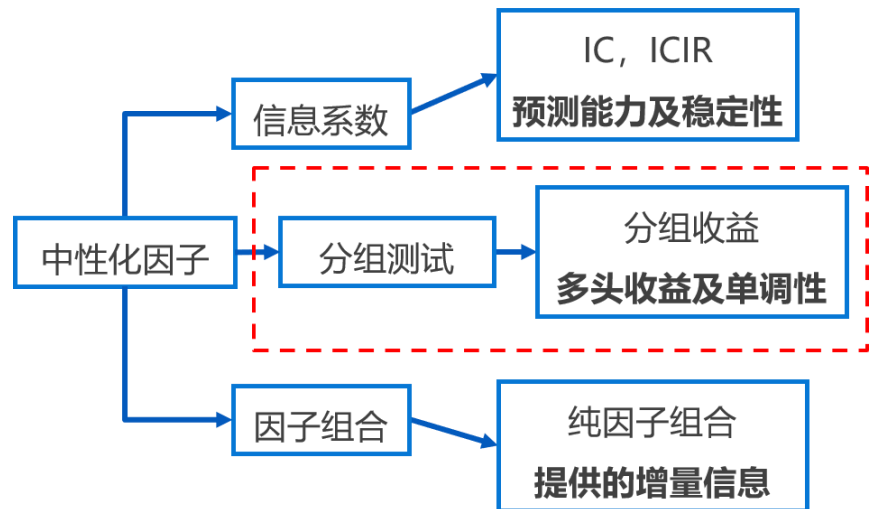 IC，ICIR
预测能力及稳定性
信息系数
中性化因子
分组测试
分组收益
多头收益及单调性
因子组合
纯因子组合
提供的增量信息